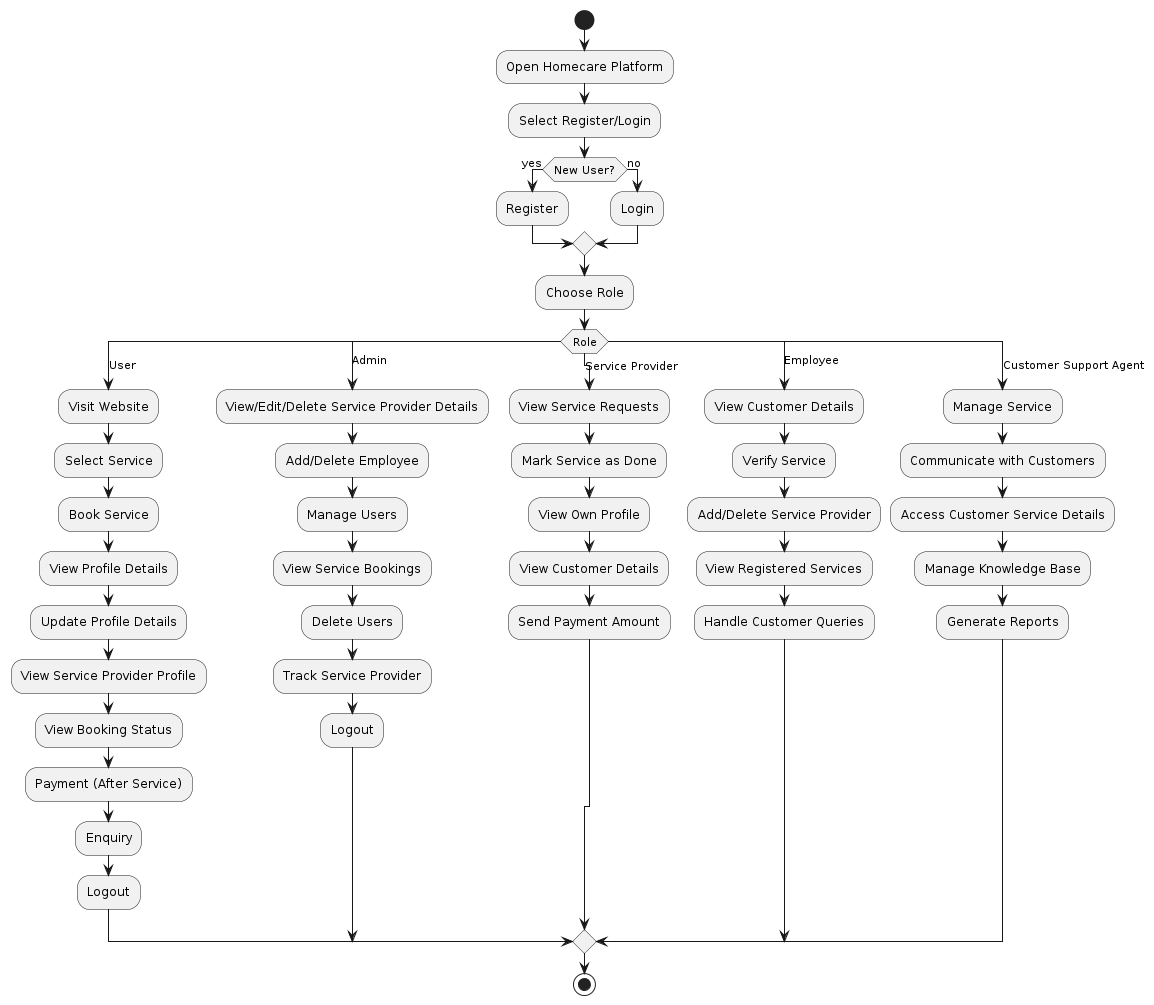 Open Homecare Platform
Select Register/Login
yes
New User?
no
Register
Login
Choose Role
Role
User
Admin
Service Provider
Employee
Customer Support Agent
Visit Website
Select Service
Book Service
View Profile Details
Update Profile Details
View Service Provider Profile
View Booking Status
Payment (After Service)
Enquiry
Logout
View/Edit/Delete Service Provider Details
Add/Delete Employee
Manage Users
View Service Bookings
Delete Users
Track Service Provider
Logout
View Service Requests
Mark Service as Done
View Own Profile
View Customer Details
Send Payment Amount
View Customer Details
Verify Service
Add/Delete Service Provider
View Registered Services
Handle Customer Queries
Manage Service
Communicate with Customers
Access Customer Service Details
Manage Knowledge Base
Generate Reports